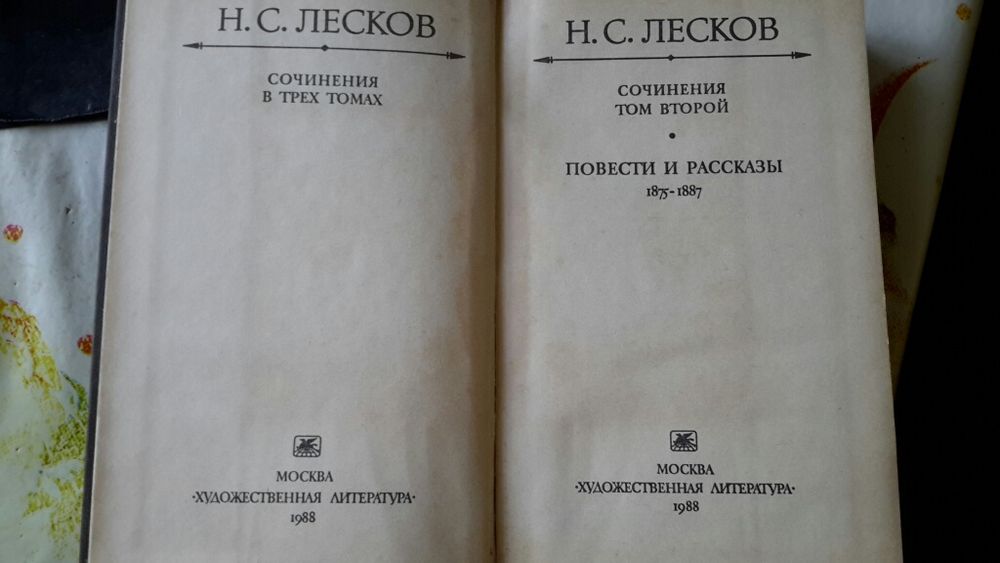 Н. С. ЛЕСКОВ
СОЧИНЕНИЯ
В ТРЕХ ТОМАХ
МОСКВА
·ХУДОЖЕСТВЕННАЯ ЛИТЕРАТУРА·
1988
Н. С. ЛЕСКОВ
СОЧИНЕНИЯ
ТОМ ВТОРОЙ
ПОВЕСТИ И РАССКАЗЫ
1875-1887
МОСКВА
·ХУДОЖЕСТВЕННАЯ ЛИТЕРАТУРА·
1988